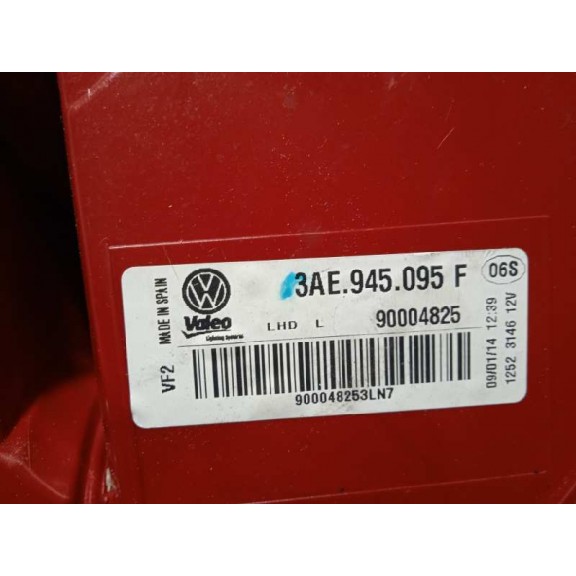 3AE.945.095 F
06S
MADE IN SPAIN
VW
Valeo
Lighting Systems
LHD L
90004825
VF2
900048253LN7
09/01/14 12:39
1252 3146 12V